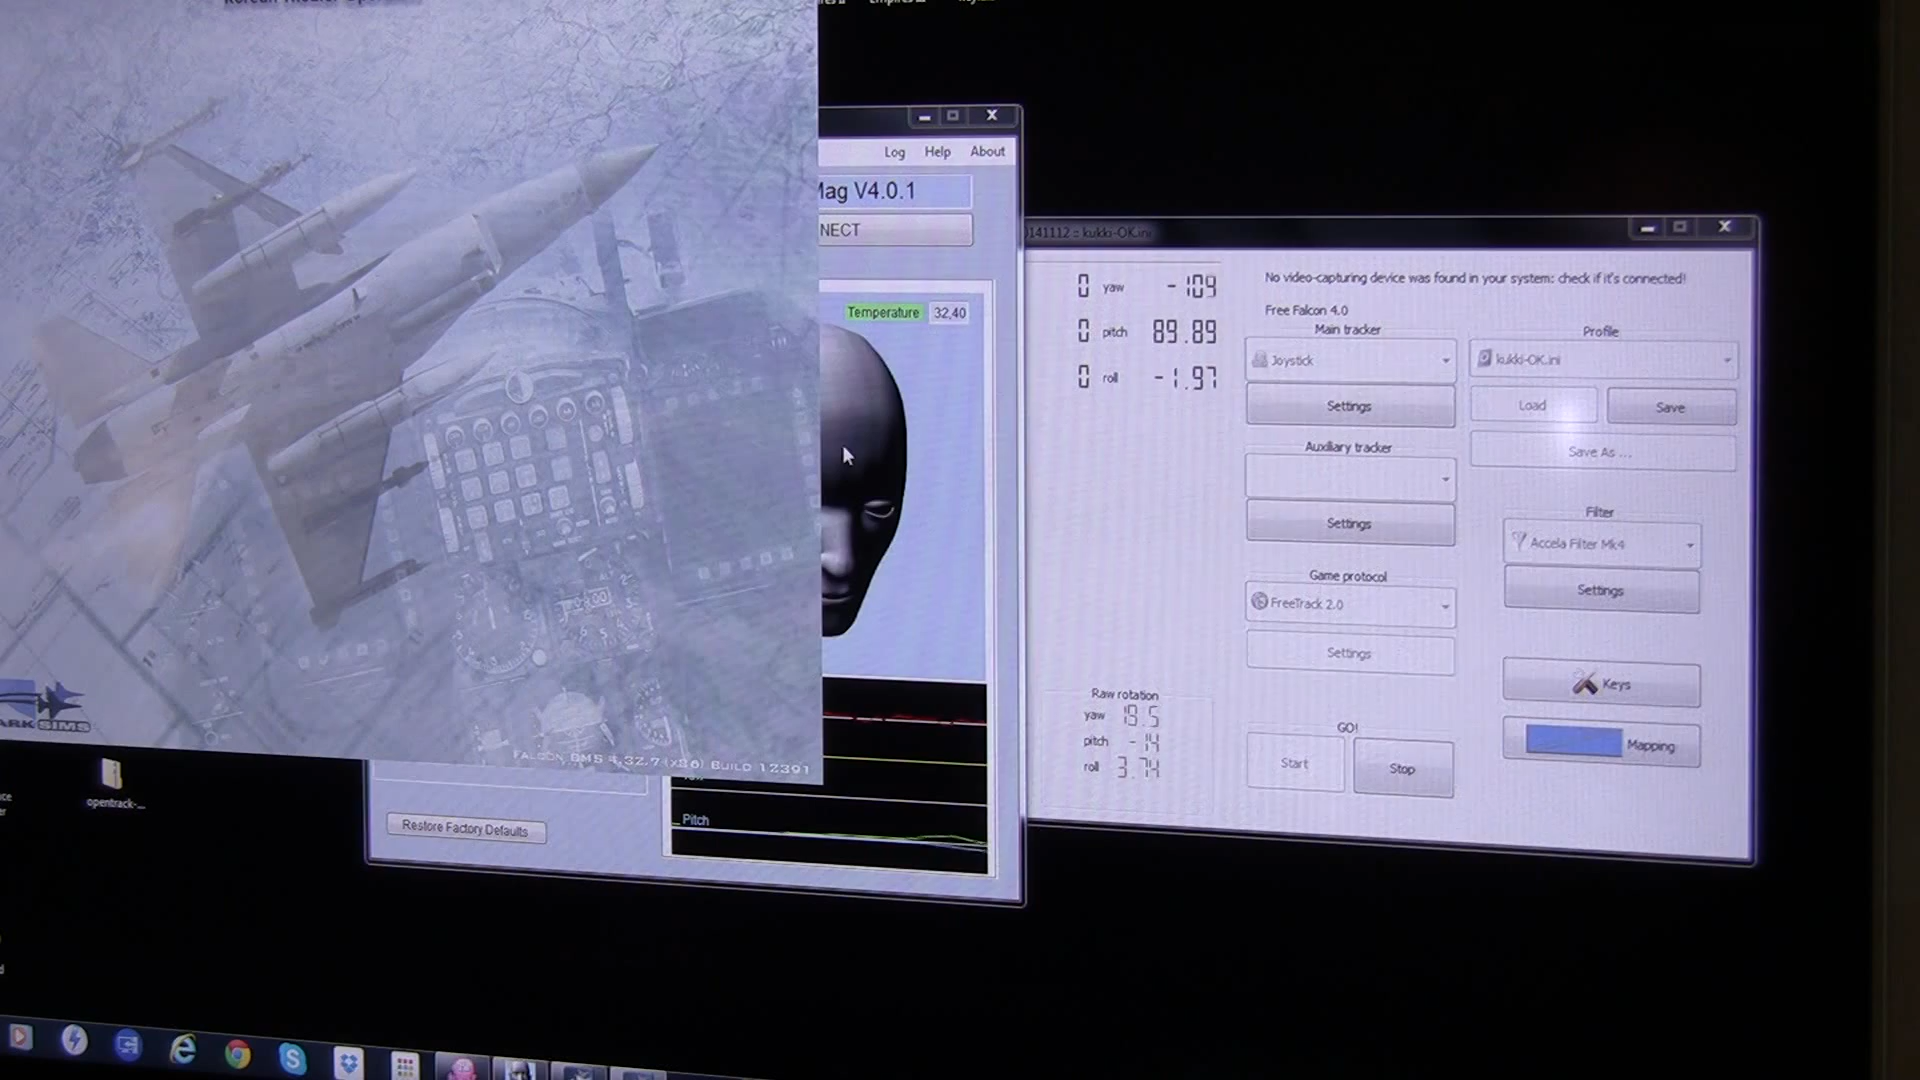 Log Help About
Mag V4.0.1
NECT
Temperature 32,40
Pitch
Restore Factory Defaults
FALCON BMS 4.32.7 (x86) BUILD 12391
ARK SIMS
opentrack-...
0141112 :: kukki-OK.ini
0 yaw -109
0 pitch 89.89
0 roll -1.97
Raw rotation
yaw 19.5
pitch -14
roll 3.74
No video-capturing device was found in your system: check if it's connected!
Free Falcon 4.0
Main tracker
Joystick
Settings
Auxiliary tracker
Settings
Game protocol
FreeTrack 2.0
Settings
GO!
Start Stop
Profile
kukki-OK.ini
Load Save
Save As ...
Filter
Accela Filter Mk4
Settings
Keys
Mapping